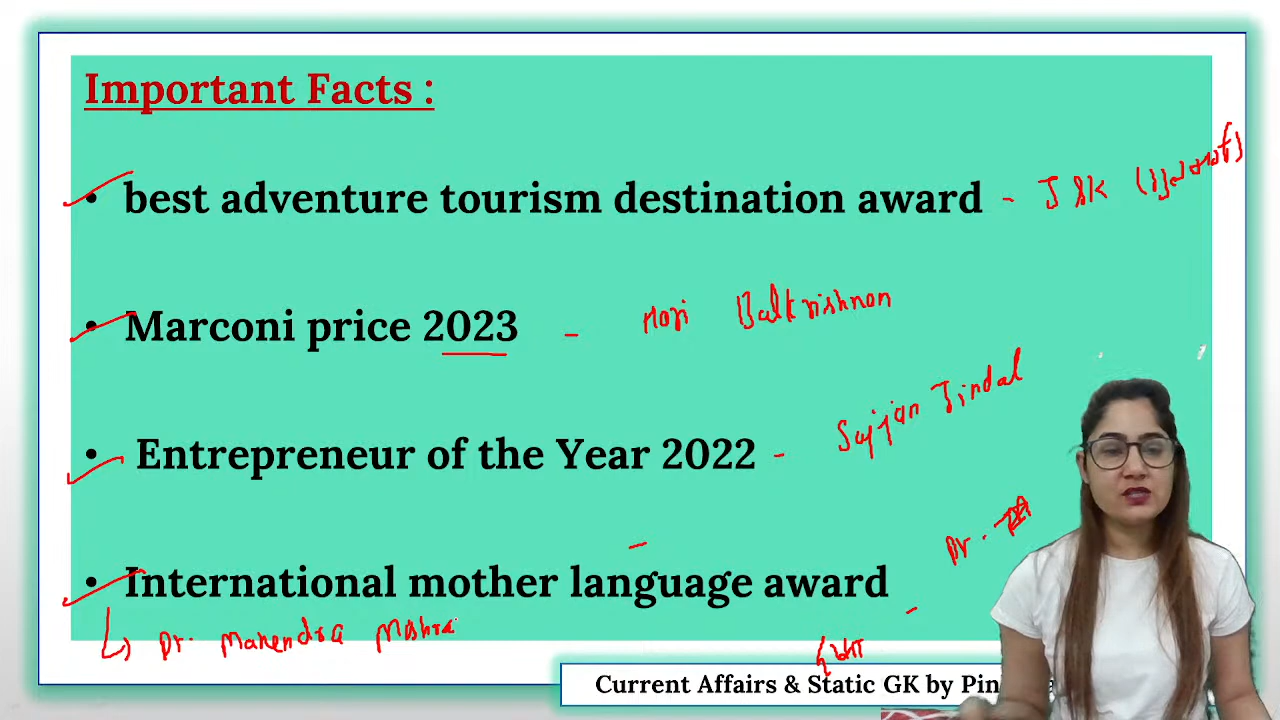 Important Facts :
• best adventure tourism destination award - J&K (गुलमर्ग)
• Marconi price 2023 - Hari Balkrishnan
• Entrepreneur of the Year 2022 - Sajjan Jindal
Dr.
• International mother language award -
Dr. Mahendra Mishra
Current Affairs & Static GK by Pin